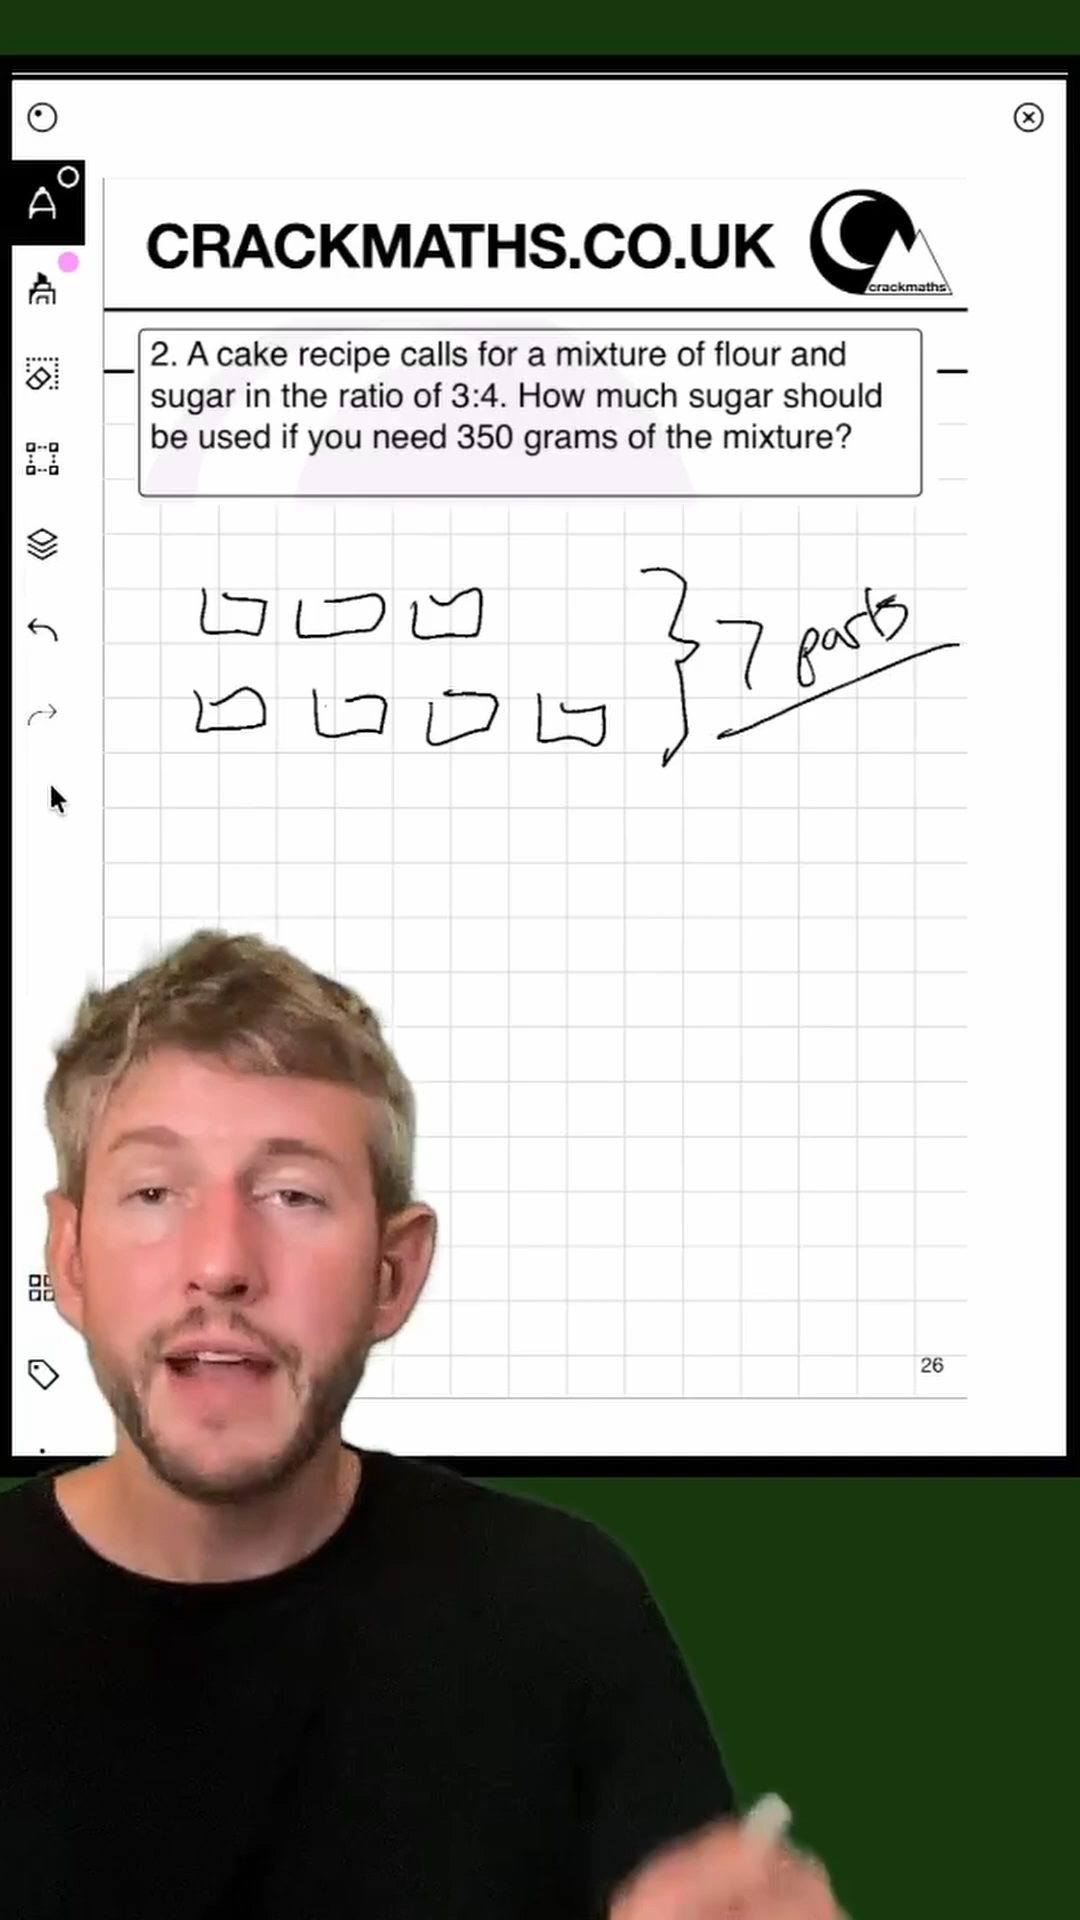 CRACKMATHS.CO.UK
crackmaths
2. A cake recipe calls for a mixture of flour and
sugar in the ratio of 3:4. How much sugar should
be used if you need 350 grams of the mixture?
7 parts
26